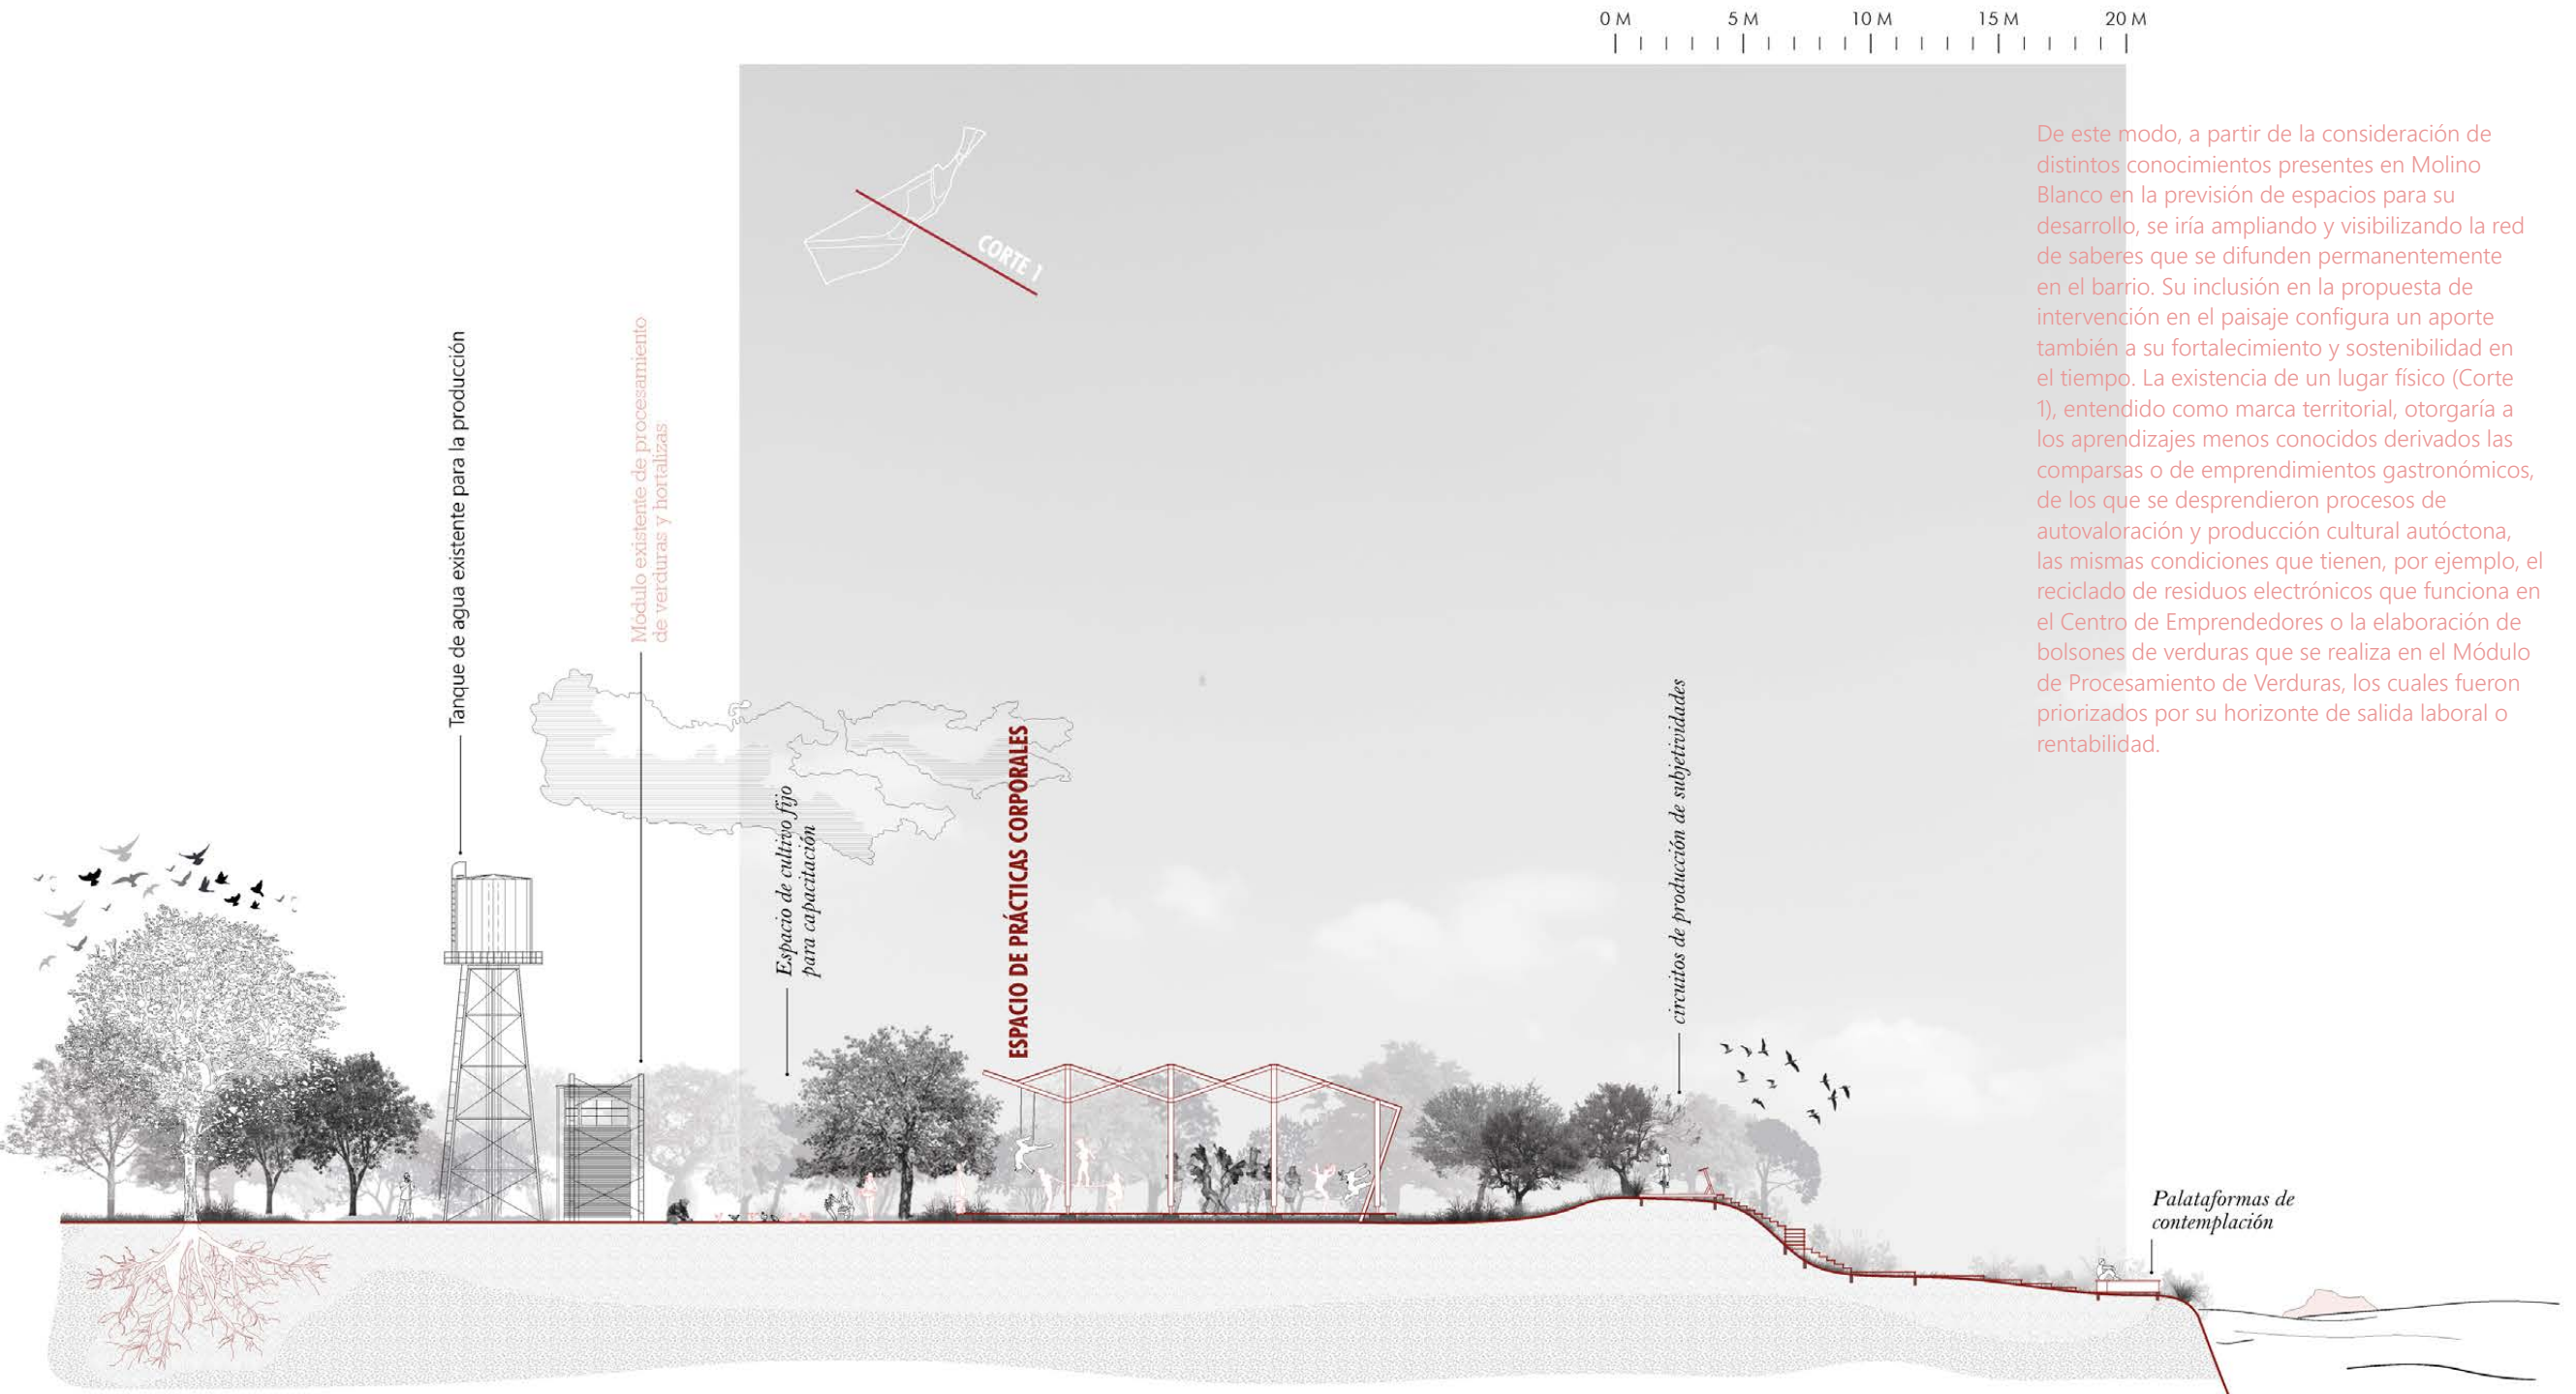 0 M 5 M 10 M 15 M 20 M
De este modo, a partir de la consideración de
distintos conocimientos presentes en Molino
Blanco en la previsión de espacios para su
desarrollo, se iría ampliando y visibilizando la red
de saberes que se difunden permanentemente
en el barrio. Su inclusión en la propuesta de
intervención en el paisaje configura un aporte
también a su fortalecimiento y sostenibilidad en
el tiempo. La existencia de un lugar físico (Corte
1), entendido como marca territorial, otorgaría a
los aprendizajes menos conocidos derivados las
comparsas o de emprendimientos gastronómicos,
de los que se desprendieron procesos de
autovaloración y producción cultural autóctona,
las mismas condiciones que tienen, por ejemplo, el
reciclado de residuos electrónicos que funciona en
el Centro de Emprendedores o la elaboración de
bolsones de verduras que se realiza en el Módulo
de Procesamiento de Verduras, los cuales fueron
priorizados por su horizonte de salida laboral o
rentabilidad.
CORTE 1
Tanque de agua existente para la producción
Módulo existente de procesamiento
de verduras y hortalizas
Espacio de cultivo fijo
para capacitación
ESPACIO DE PRÁCTICAS CORPORALES
circuitos de producción de subjetividades
Palataformas de
contemplación